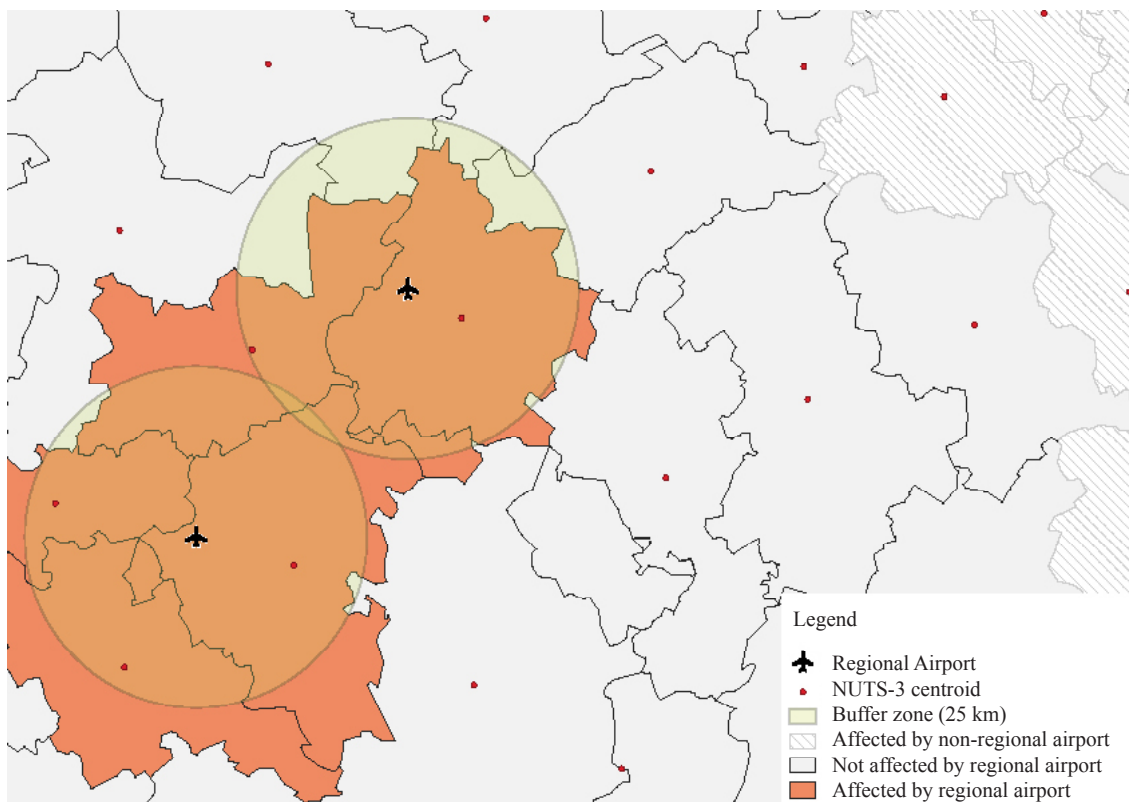 Legend
Regional Airport
NUTS-3 centroid
Buffer zone (25 km)
Affected by non-regional airport
Not affected by regional airport
Affected by regional airport